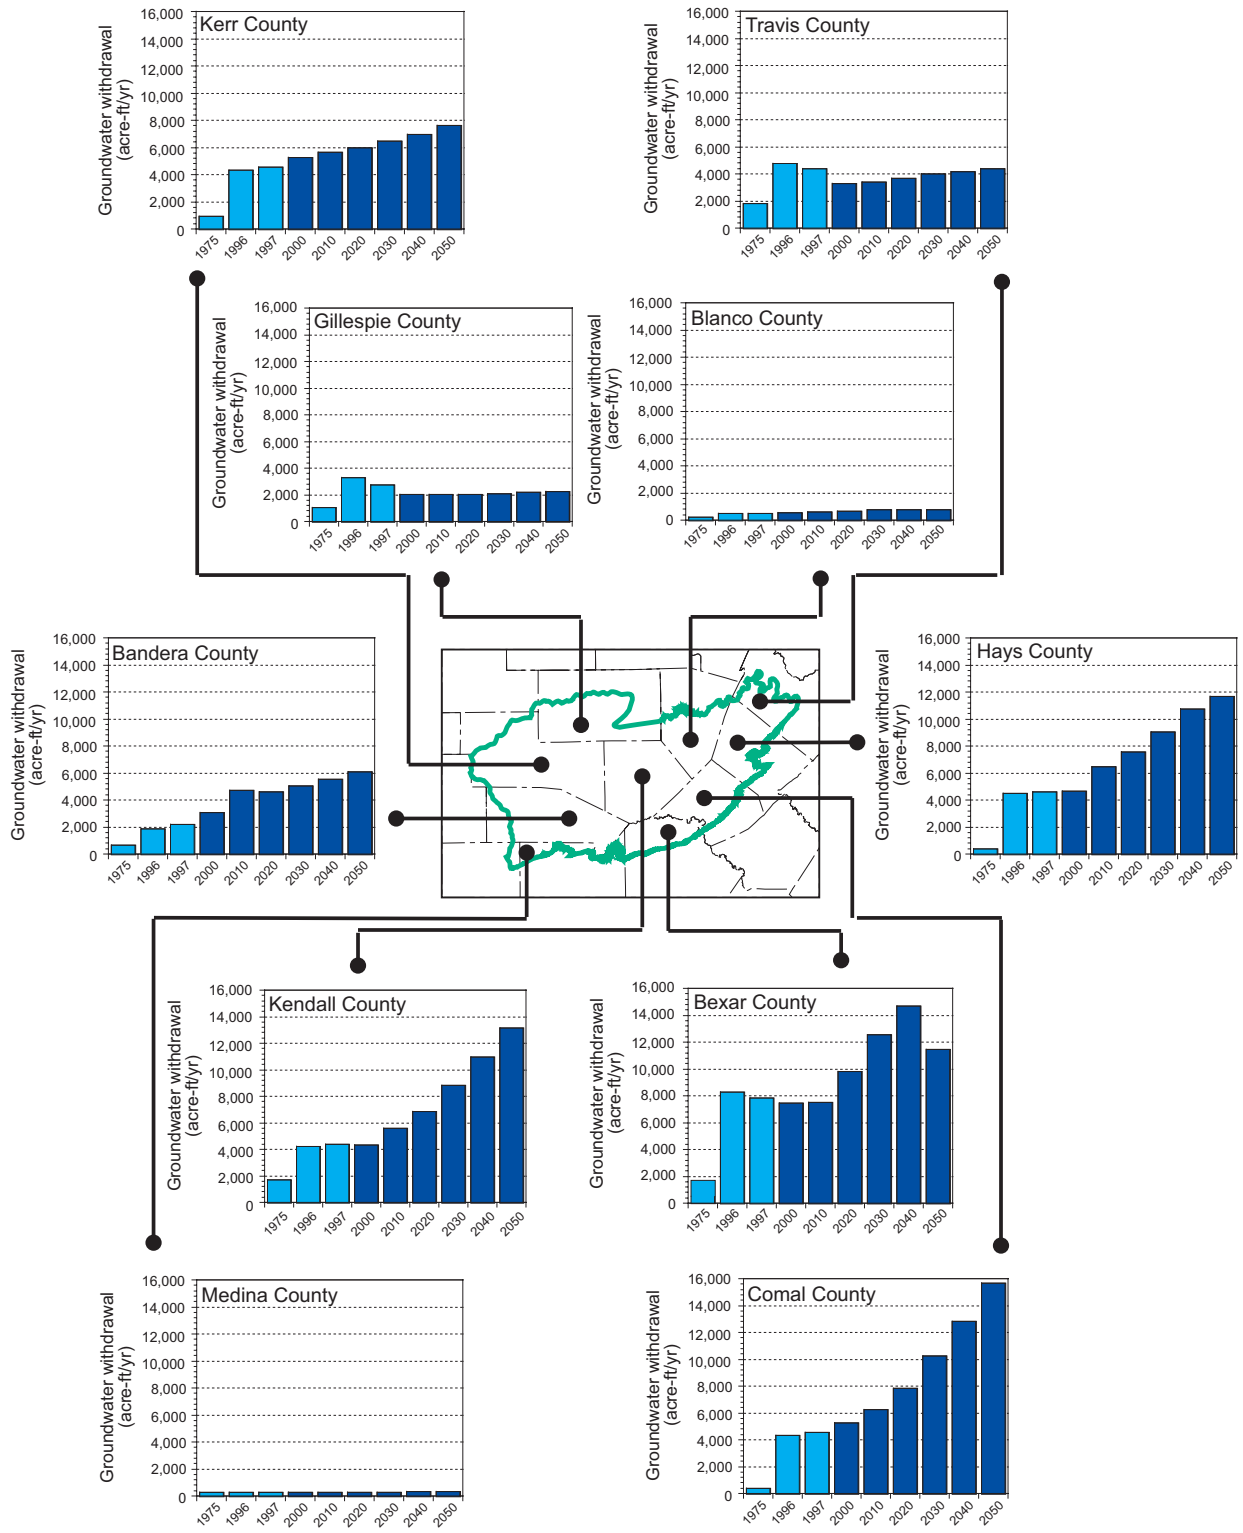 Kerr County
Groundwater withdrawal
(acre-ft/yr)
16,000
14,000
12,000
10,000
8,000
6,000
4,000
2,000
0
1975 1996 1997 2000 2010 2020 2030 2040 2050
Travis County
Groundwater withdrawal
(acre-ft/yr)
16,000
14,000
12,000
10,000
8,000
6,000
4,000
2,000
0
1975 1996 1997 2000 2010 2020 2030 2040 2050
Gillespie County
Groundwater withdrawal
(acre-ft/yr)
16,000
14,000
12,000
10,000
8,000
6,000
4,000
2,000
0
1975 1996 1997 2000 2010 2020 2030 2040 2050
Blanco County
Groundwater withdrawal
(acre-ft/yr)
16,000
14,000
12,000
10,000
8,000
6,000
4,000
2,000
0
1975 1996 1997 2000 2010 2020 2030 2040 2050
Bandera County
Groundwater withdrawal
(acre-ft/yr)
16,000
14,000
12,000
10,000
8,000
6,000
4,000
2,000
0
1975 1996 1997 2000 2010 2020 2030 2040 2050
Hays County
Groundwater withdrawal
(acre-ft/yr)
16,000
14,000
12,000
10,000
8,000
6,000
4,000
2,000
0
1975 1996 1997 2000 2010 2020 2030 2040 2050
Kendall County
Groundwater withdrawal
(acre-ft/yr)
16,000
14,000
12,000
10,000
8,000
6,000
4,000
2,000
0
1975 1996 1997 2000 2010 2020 2030 2040 2050
Bexar County
Groundwater withdrawal
(acre-ft/yr)
16,000
14,000
12,000
10,000
8,000
6,000
4,000
2,000
0
1975 1996 1997 2000 2010 2020 2030 2040 2050
Medina County
Groundwater withdrawal
(acre-ft/yr)
16,000
14,000
12,000
10,000
8,000
6,000
4,000
2,000
0
1975 1996 1997 2000 2010 2020 2030 2040 2050
Comal County
Groundwater withdrawal
(acre-ft/yr)
16,000
14,000
12,000
10,000
8,000
6,000
4,000
2,000
0
1975 1996 1997 2000 2010 2020 2030 2040 2050